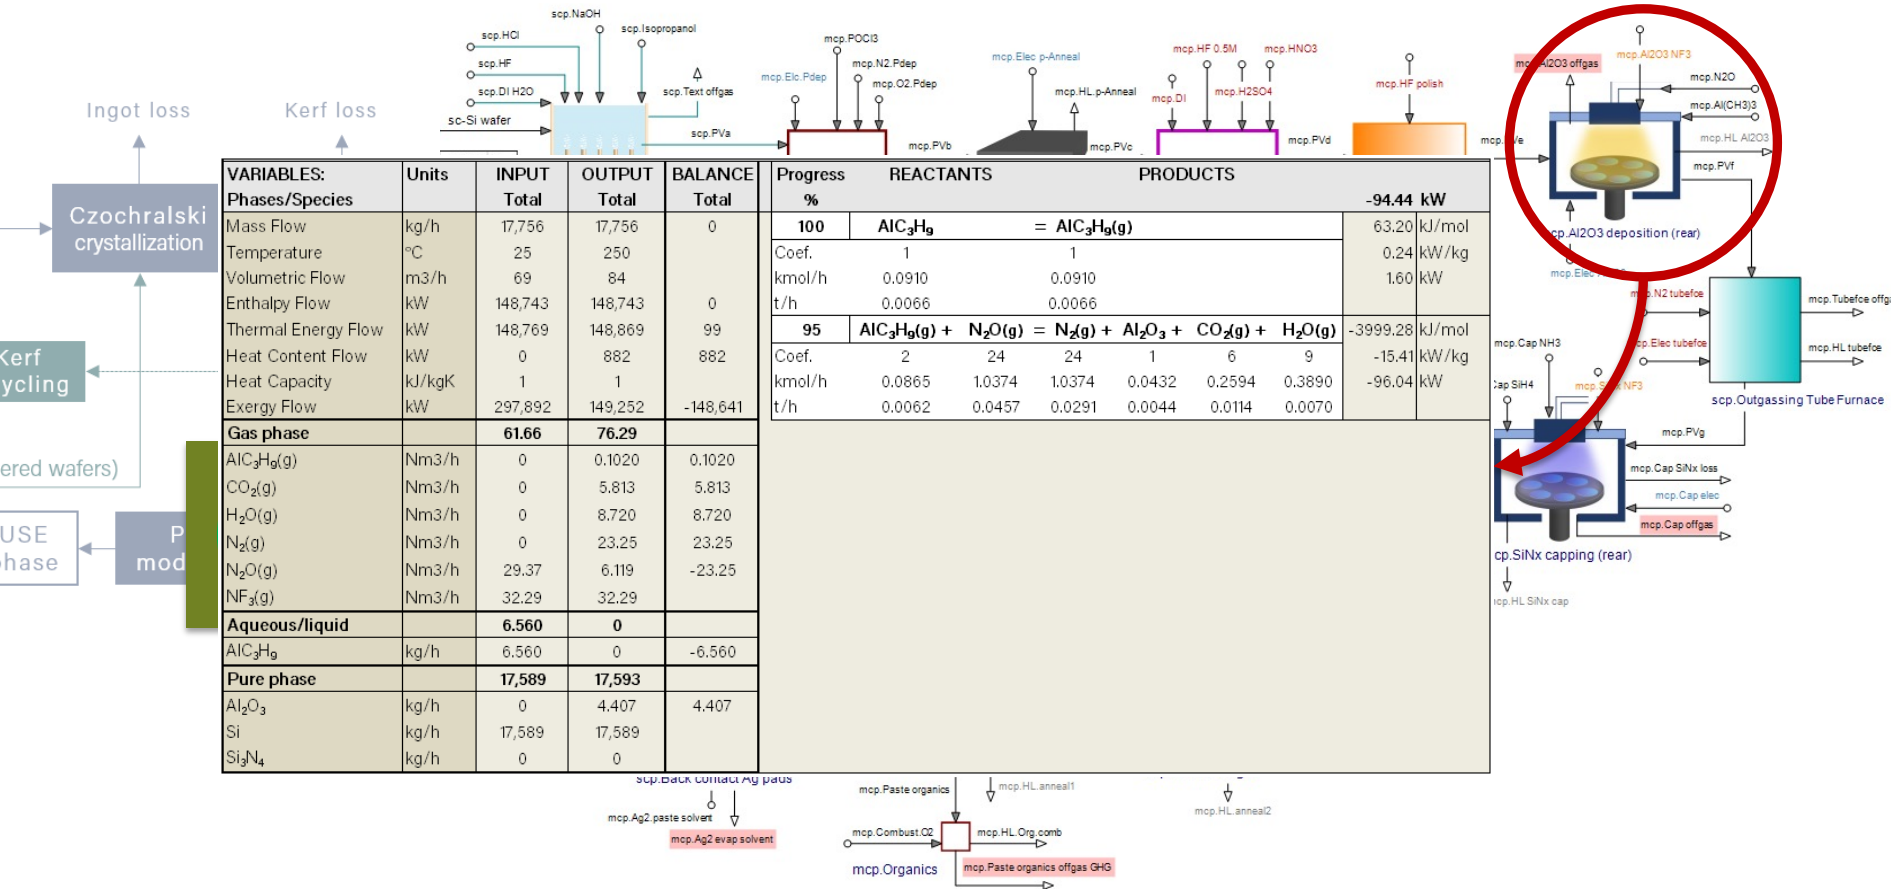 scp.NaOH
scp.HCl
scp.Isopropanol
scp.HF
scp.DI H2O
scp.Text offgas
sc-Si wafer
scp.PVa
mcp.POCl3
mcp.Elc.Pdep
mcp.N2.Pdep
mcp.O2.Pdep
mcp.PVb
mcp.Elec p-Anneal
mcp.HL.p-Anneal
mcp.PVc
mcp.HF 0.5M
mcp.HNO3
mcp.DI
mcp.H2SO4
mcp.PVd
mcp.HF polish
mcp.Al2O3 NF3
mcp.Al2O3 offgas
mcp.N2O
mcp.Al(CH3)3
mcp.HL Al2O3
mcp.PVf
cp.Al2O3 deposition (rear)
Ingot loss
Kerf loss
Czochralski
crystallization
Kerf
ycling
ered wafers)
USE
hase
P
mod
VARIABLES: Units INPUT OUTPUT BALANCE
Phases/Species Total Total Total
Mass Flow kg/h 17,756 17,756 0
Temperature °C 25 250
Volumetric Flow m3/h 69 84
Enthalpy Flow kW 148,743 148,743 0
Thermal Energy Flow kW 148,769 148,869 99
Heat Content Flow kW 0 882 882
Heat Capacity kJ/kgK 1 1
Exergy Flow kW 297,892 149,252 -148,641
Gas phase 61.66 76.29
AlC₃H₉(g) Nm3/h 0 0.1020 0.1020
CO₂(g) Nm3/h 0 5.813 5.813
H₂O(g) Nm3/h 0 8.720 8.720
N₂(g) Nm3/h 0 23.25 23.25
N₂O(g) Nm3/h 29.37 6.119 -23.25
NF₃(g) Nm3/h 32.29 32.29
Aqueous/liquid 6.560 0
AlC₃H₉ kg/h 6.560 0 -6.560
Pure phase 17,589 17,593
Al₂O₃ kg/h 0 4.407 4.407
Si kg/h 17,589 17,589
Si₃N₄ kg/h 0 0
Progress REACTANTS PRODUCTS
% -94.44 kW
100 AlC₃H₉ = AlC₃H₉(g) 63.20 kJ/mol
Coef. 1 1 0.24 kW/kg
kmol/h 0.0910 0.0910 1.60 kW
t/h 0.0066 0.0066
95 AlC₃H₉(g) + N₂O(g) = N₂(g) + Al₂O₃ + CO₂(g) + H₂O(g) -3999.28 kJ/mol
Coef. 2 24 24 1 6 9 -15.41 kW/kg
kmol/h 0.0865 1.0374 1.0374 0.0432 0.2594 0.3890 -96.04 kW
t/h 0.0062 0.0457 0.0291 0.0044 0.0114 0.0070
mcp.Tubefce offg
mcp.HL tubefce
scp.Outgassing Tube Furnace
mcp.Cap NH3
Cap SiH4
mcp.PVg
mcp.Cap SiNx loss
mcp.Cap elec
mcp.Cap offgas
cp.SiNx capping (rear)
cp.HL SiNx cap
scp.Back contact Ag pads
mcp.Ag2.paste solvent
mcp.Ag2 evap solvent
mcp.Paste organics
mcp.HL.anneal1
mcp.Combust.O2
mcp.HL.Org.comb
mcp.Organics
mcp.Paste organics offgas GHG
mcp.HL.anneal2